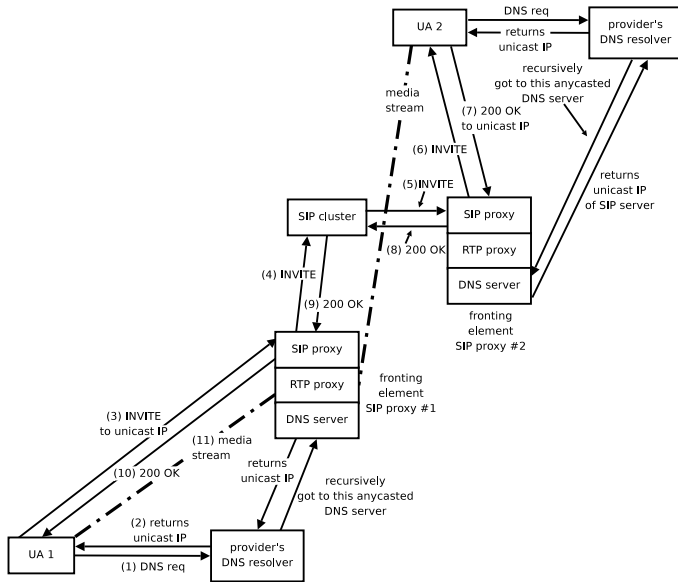 DNS req
UA 2
returns
unicast IP
provider's
DNS resolver
recursively
got to this anycasted
DNS server
media
stream
(7) 200 OK
to unicast IP
(6) INVITE
returns
unicast IP
of SIP server
(5)INVITE
SIP cluster
SIP proxy
(8) 200 OK
RTP proxy
DNS server
(4) INVITE
(9) 200 OK
fronting
element
SIP proxy #2
SIP proxy
RTP proxy
DNS server
fronting
element
SIP proxy #1
(3) INVITE
to unicast IP
(11) media
stream
(10) 200 OK
returns
unicast IP
recursively
got to this anycasted
DNS server
(2) returns
unicast IP
UA 1
provider's
DNS resolver
(1) DNS req